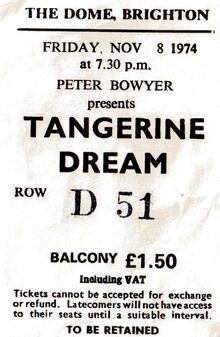 THE DOME, BRIGHTON
FRIDAY, NOV 8 1974
at 7.30 p.m.
PETER BOWYER
presents
TANGERINE
DREAM
ROW D 51
BALCONY £1.50
Including VAT
Tickets cannot be accepted for exchange
or refund. Latecomers will not have access
to their seats until a suitable interval.
TO BE RETAINED